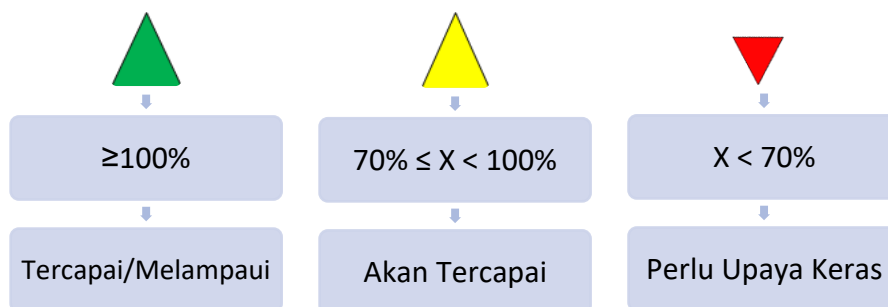 ≥100%
70% ≤ X < 100%
X < 70%
Tercapai/Melampaui
Akan Tercapai
Perlu Upaya Keras